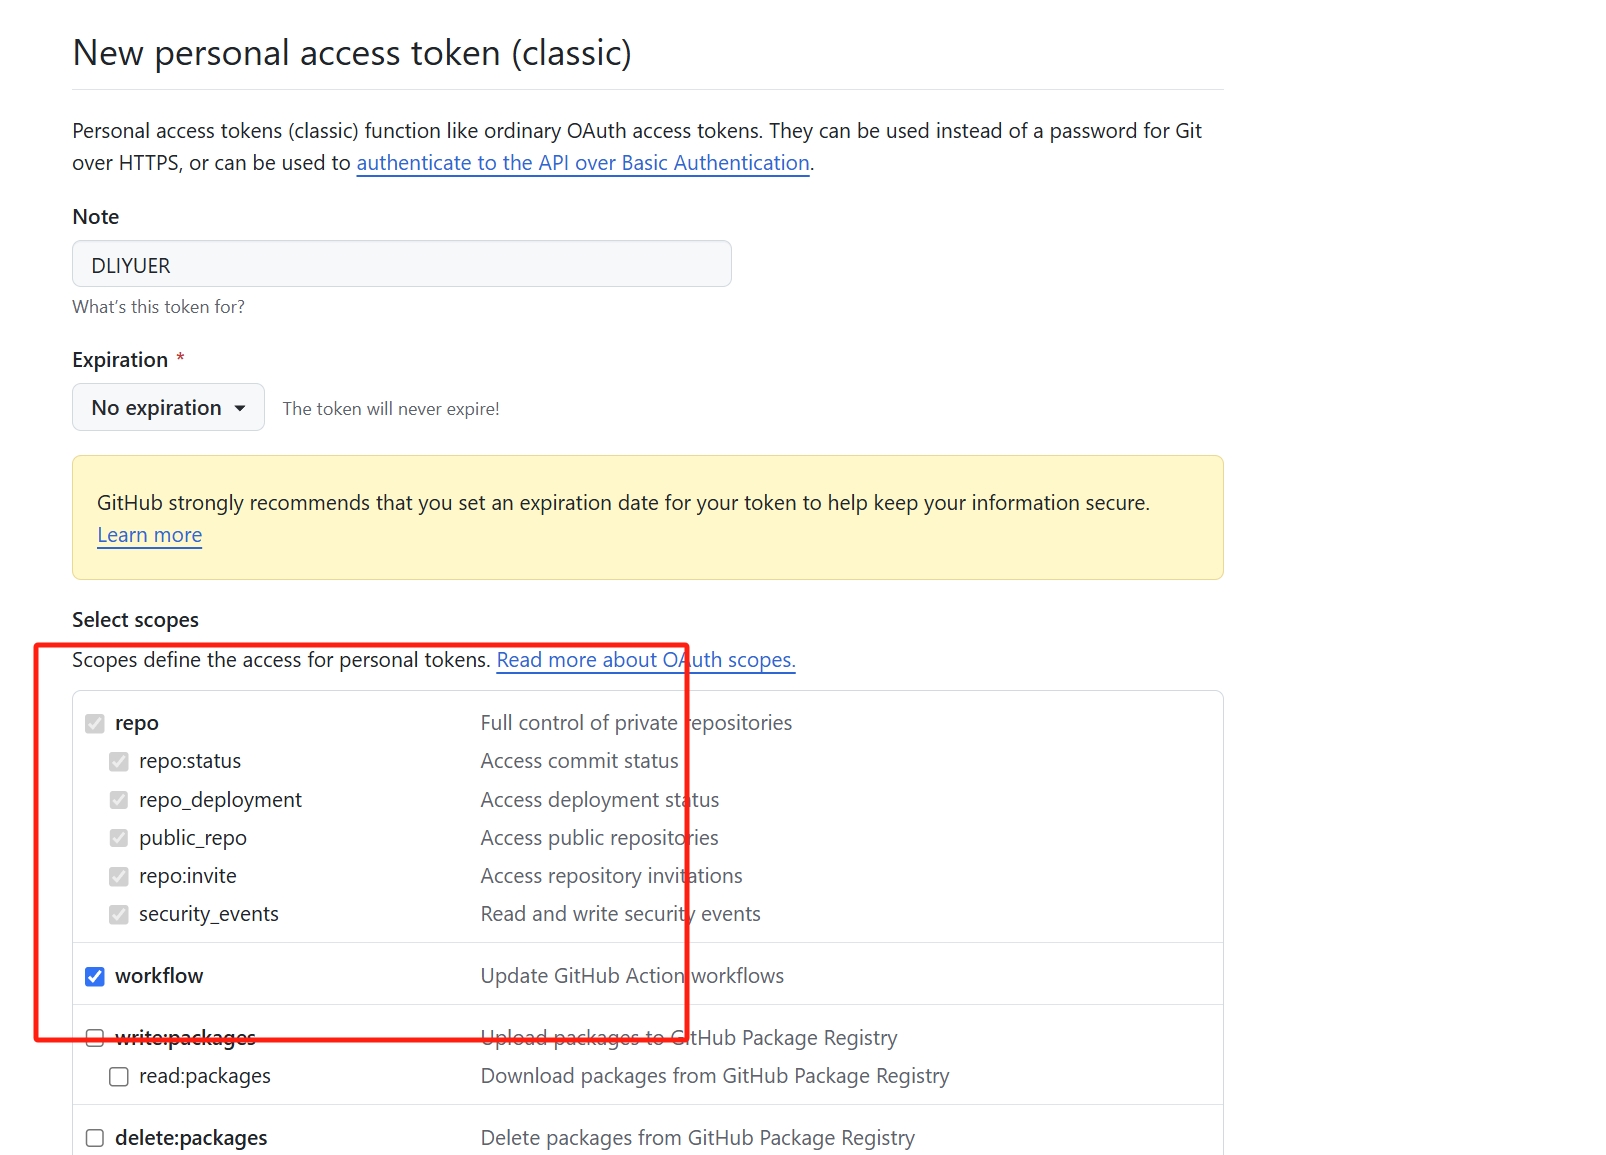 New personal access token (classic)
Personal access tokens (classic) function like ordinary OAuth access tokens. They can be used instead of a password for Git
over HTTPS, or can be used to authenticate to the API over Basic Authentication.
Note
DLIYUER
What's this token for?
Expiration *
No expiration The token will never expire!
GitHub strongly recommends that you set an expiration date for your token to help keep your information secure.
Learn more
Select scopes
Scopes define the access for personal tokens. Read more about OAuth scopes.
repo Full control of private repositories
repo:status Access commit status
repo_deployment Access deployment status
public_repo Access public repositories
repo:invite Access repository invitations
security_events Read and write security events
workflow Update GitHub Action workflows
write:packages Upload packages to GitHub Package Registry
read:packages Download packages from GitHub Package Registry
delete:packages Delete packages from GitHub Package Registry